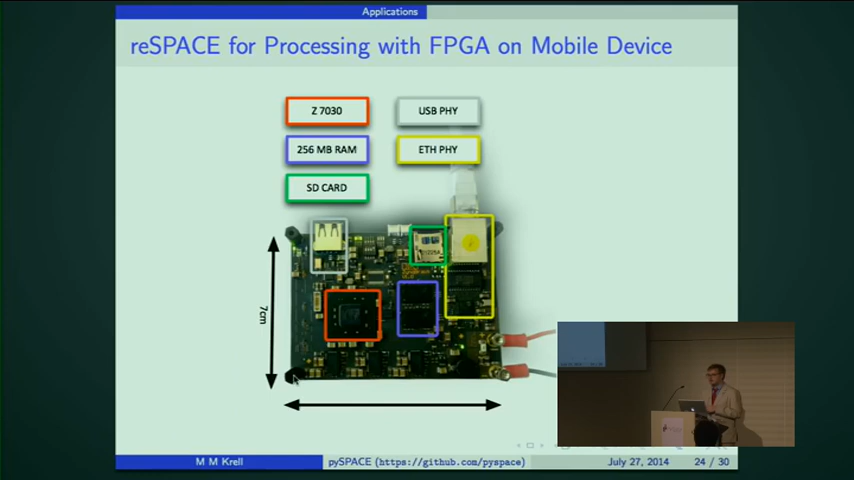 Applications
reSPACE for Processing with FPGA on Mobile Device
Z 7030
USB PHY
256 MB RAM
ETH PHY
SD CARD
7cm
M M Krell
pySPACE (https://github.com/pyspace)
July 27, 2014
24 / 30